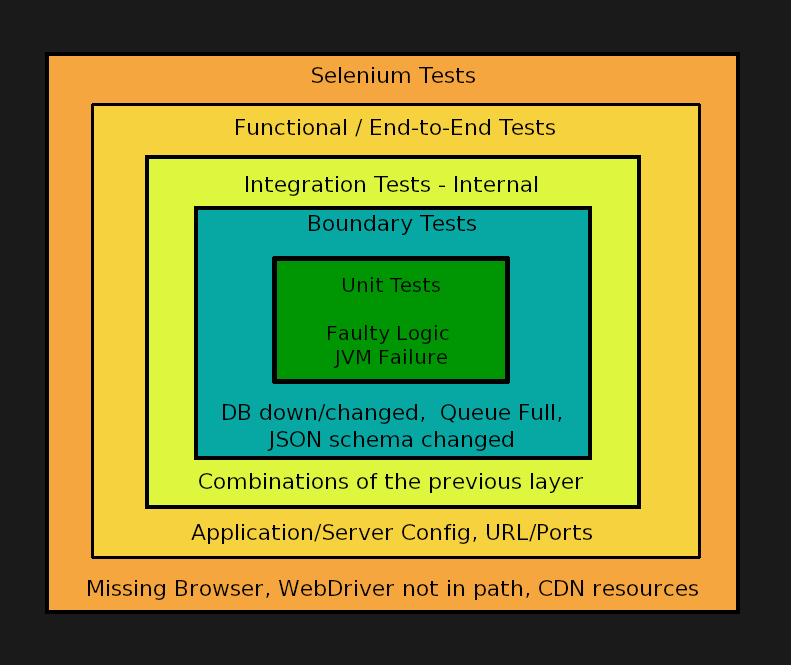 Selenium Tests
Functional / End-to-End Tests
Integration Tests - Internal
Boundary Tests
Unit Tests
Faulty Logic
JVM Failure
DB down/changed,  Queue Full,
JSON schema changed
Combinations of the previous layer
Application/Server Config, URL/Ports
Missing Browser, WebDriver not in path, CDN resources